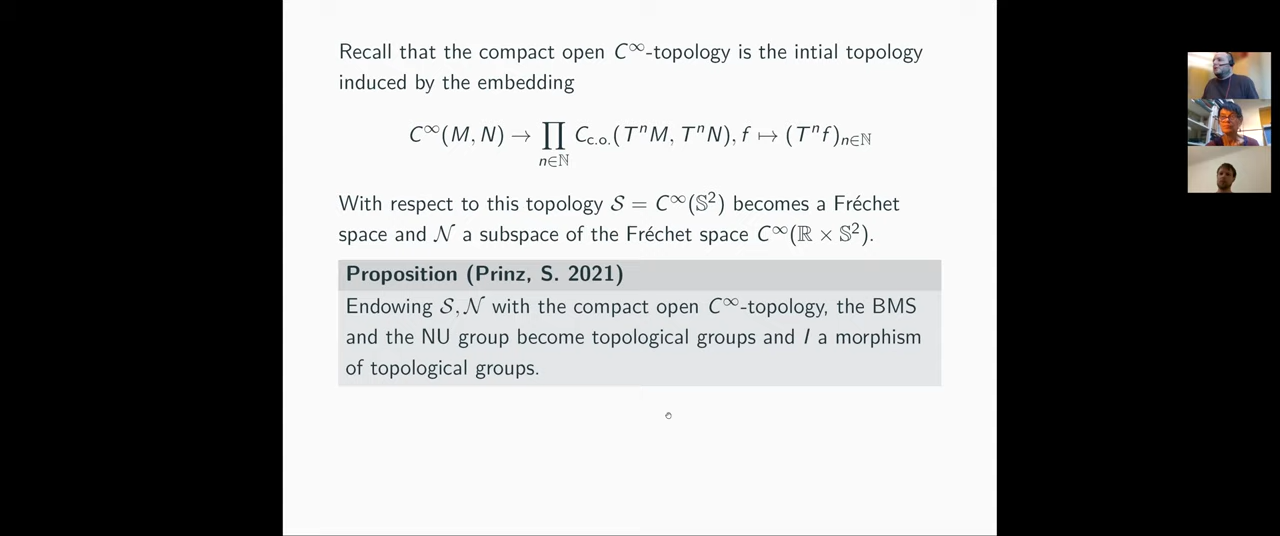 Recall that the compact open C^∞-topology is the intial topology
induced by the embedding
C^∞(M, N) → ∏_{n∈ℕ} C_{c.o.}(T^n M, T^n N), f ↦ (T^n f)_{n∈ℕ}
With respect to this topology 𝒮 = C^∞(𝕊²) becomes a Fréchet
space and 𝒩 a subspace of the Fréchet space C^∞(ℝ × 𝕊²).
Proposition (Prinz, S. 2021)
Endowing 𝒮, 𝒩 with the compact open C^∞-topology, the BMS
and the NU group become topological groups and I a morphism
of topological groups.